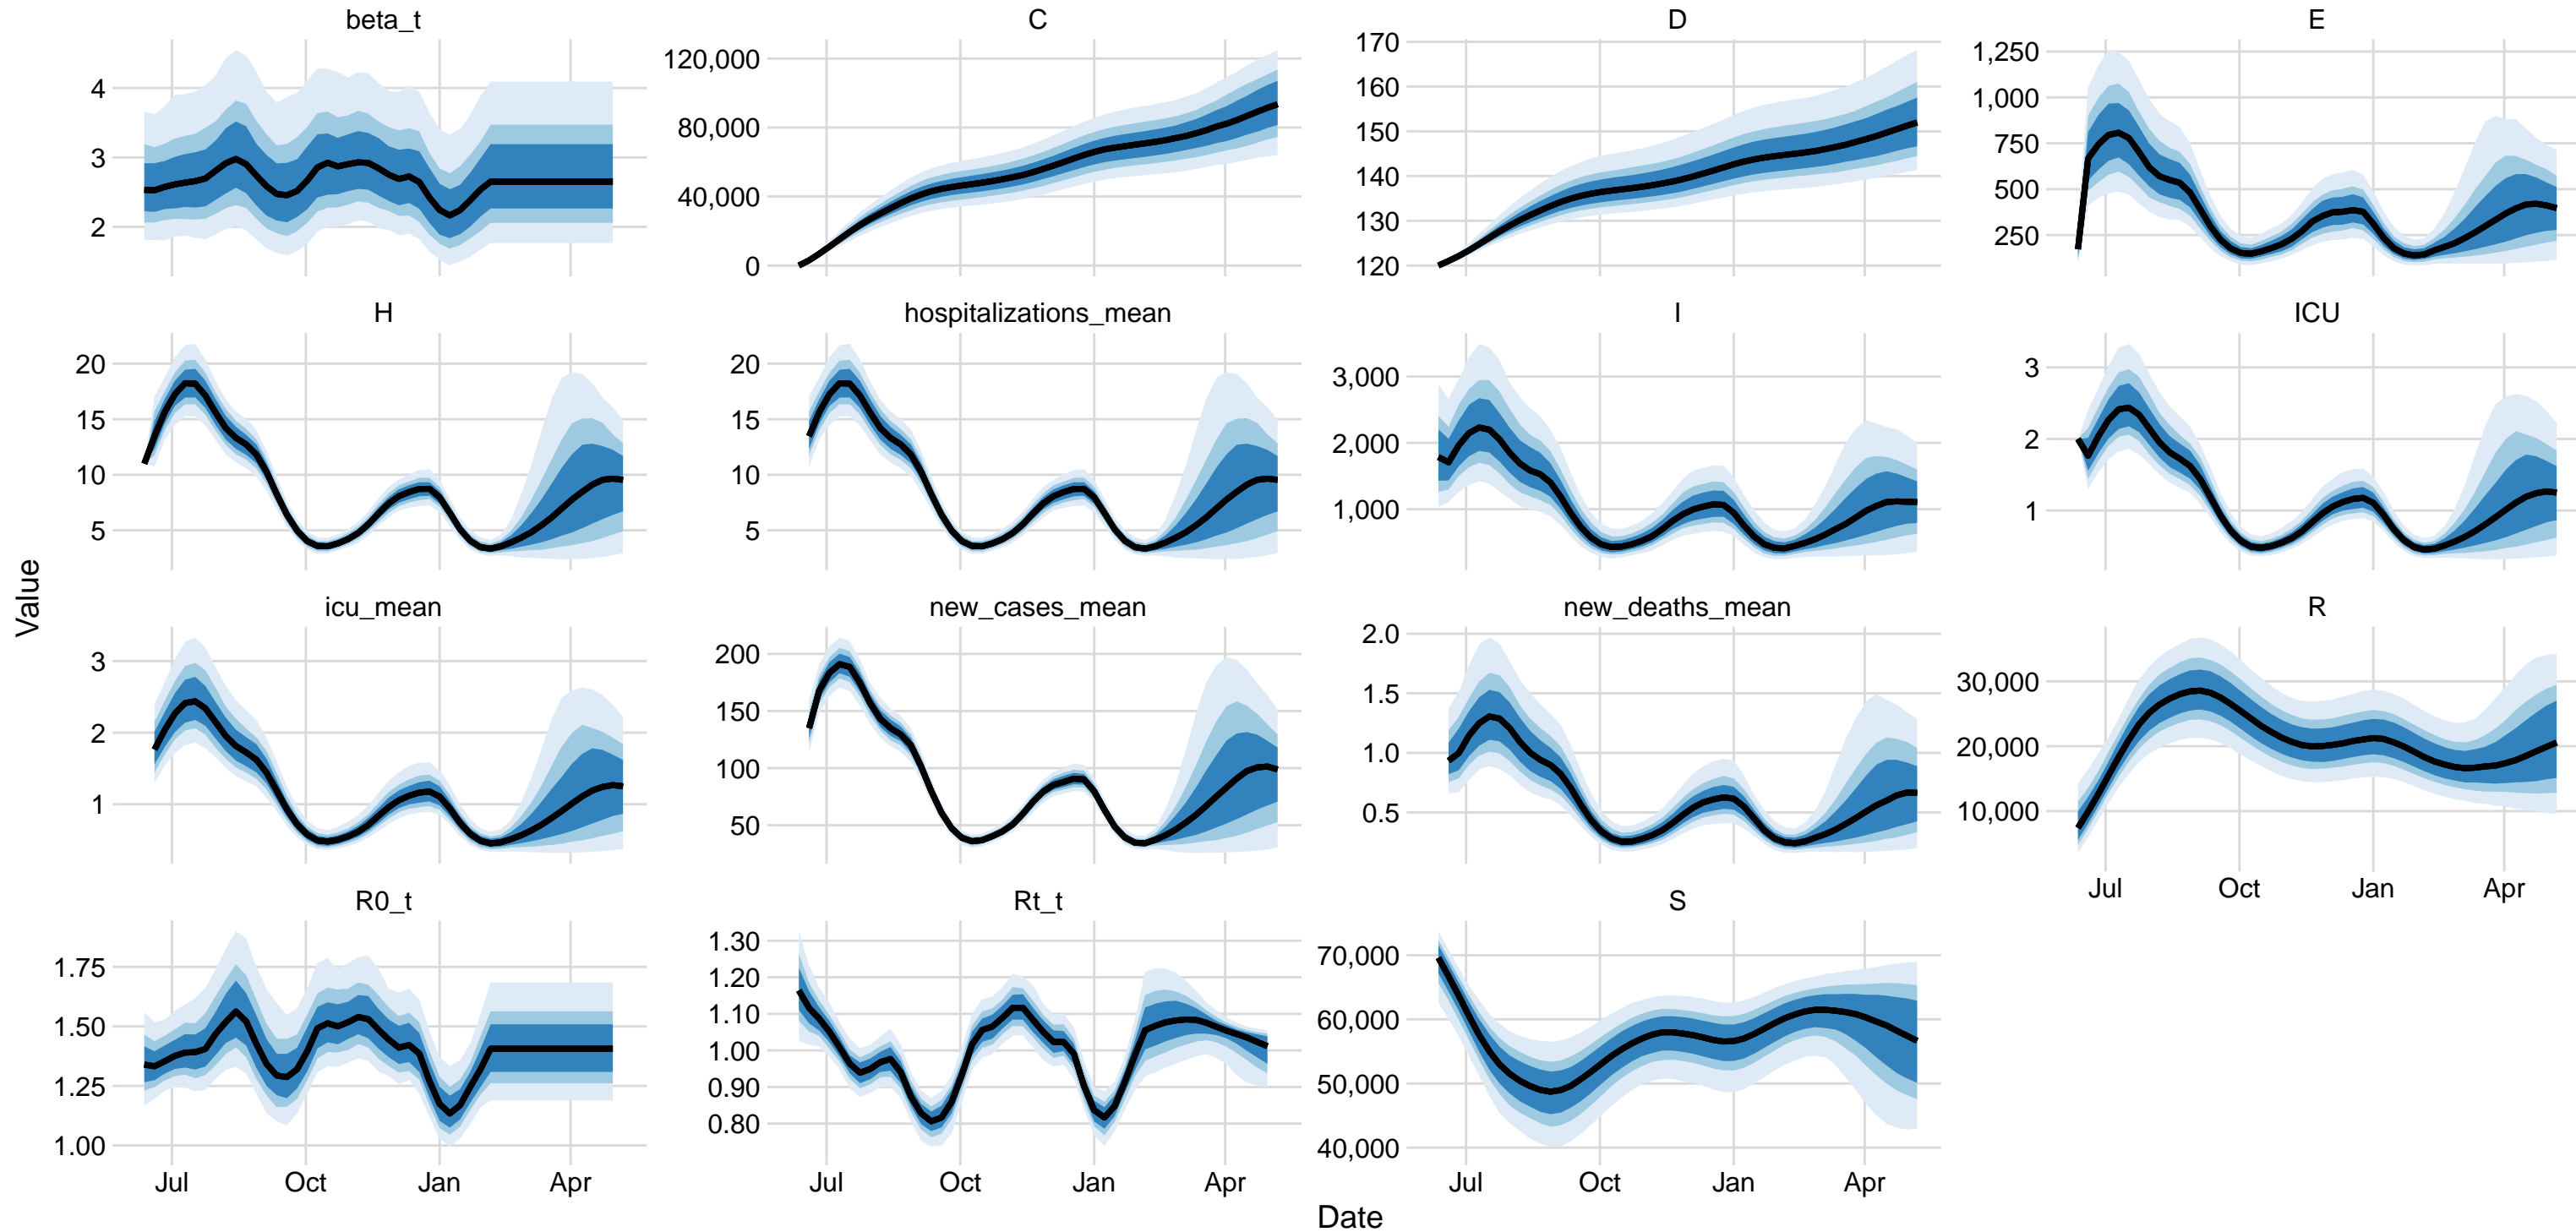 beta_t
4
3
2
C
120,000
80,000
40,000
0
D
170
160
150
140
130
120
E
1,250
1,000
750
500
250
H
20
15
10
5
hospitalizations_mean
20
15
10
5
I
3,000
2,000
1,000
ICU
3
2
1
Value
icu_mean
3
2
1
new_cases_mean
200
150
100
50
new_deaths_mean
2.0
1.5
1.0
0.5
R
30,000
20,000
10,000
Jul Oct Jan Apr
R0_t
1.75
1.50
1.25
1.00
Jul Oct Jan Apr
Rt_t
1.30
1.20
1.10
1.00
0.90
0.80
Jul Oct Jan Apr
S
70,000
60,000
50,000
40,000
Jul Oct Jan Apr
Date